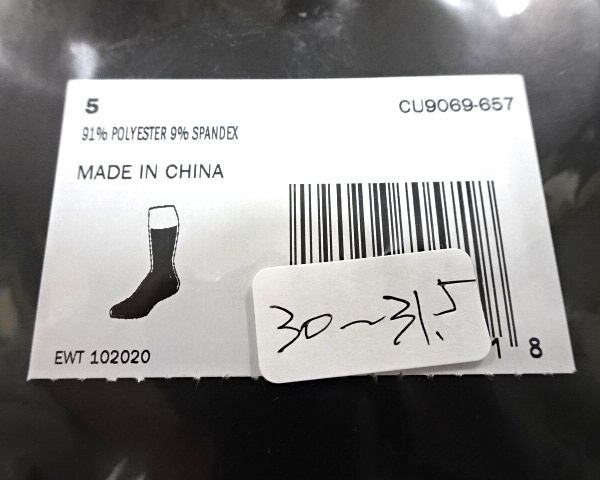 5
CU9069-657
91% POLYESTER 9% SPANDEX
MADE IN CHINA
30~31.5
1 8
EWT 102020